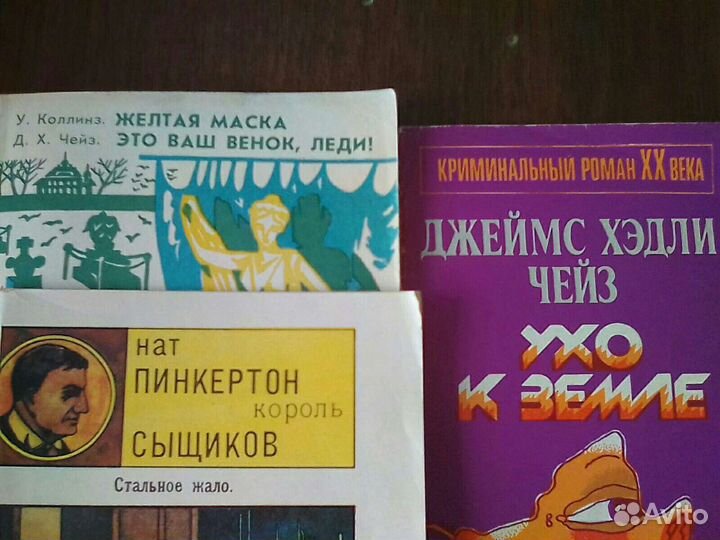 У. Коллинз. ЖЕЛТАЯ МАСКА
Д. Х. Чейз. ЭТО ВАШ ВЕНОК, ЛЕДИ!
КРИМИНАЛЬНЫЙ РОМАН XX ВЕКА
ДЖЕЙМС ХЭДЛИ
ЧЕЙЗ
УХО
К ЗЕМЛЕ
нат
ПИНКЕРТОН
король
СЫЩИКОВ
Стальное жало.
Avito